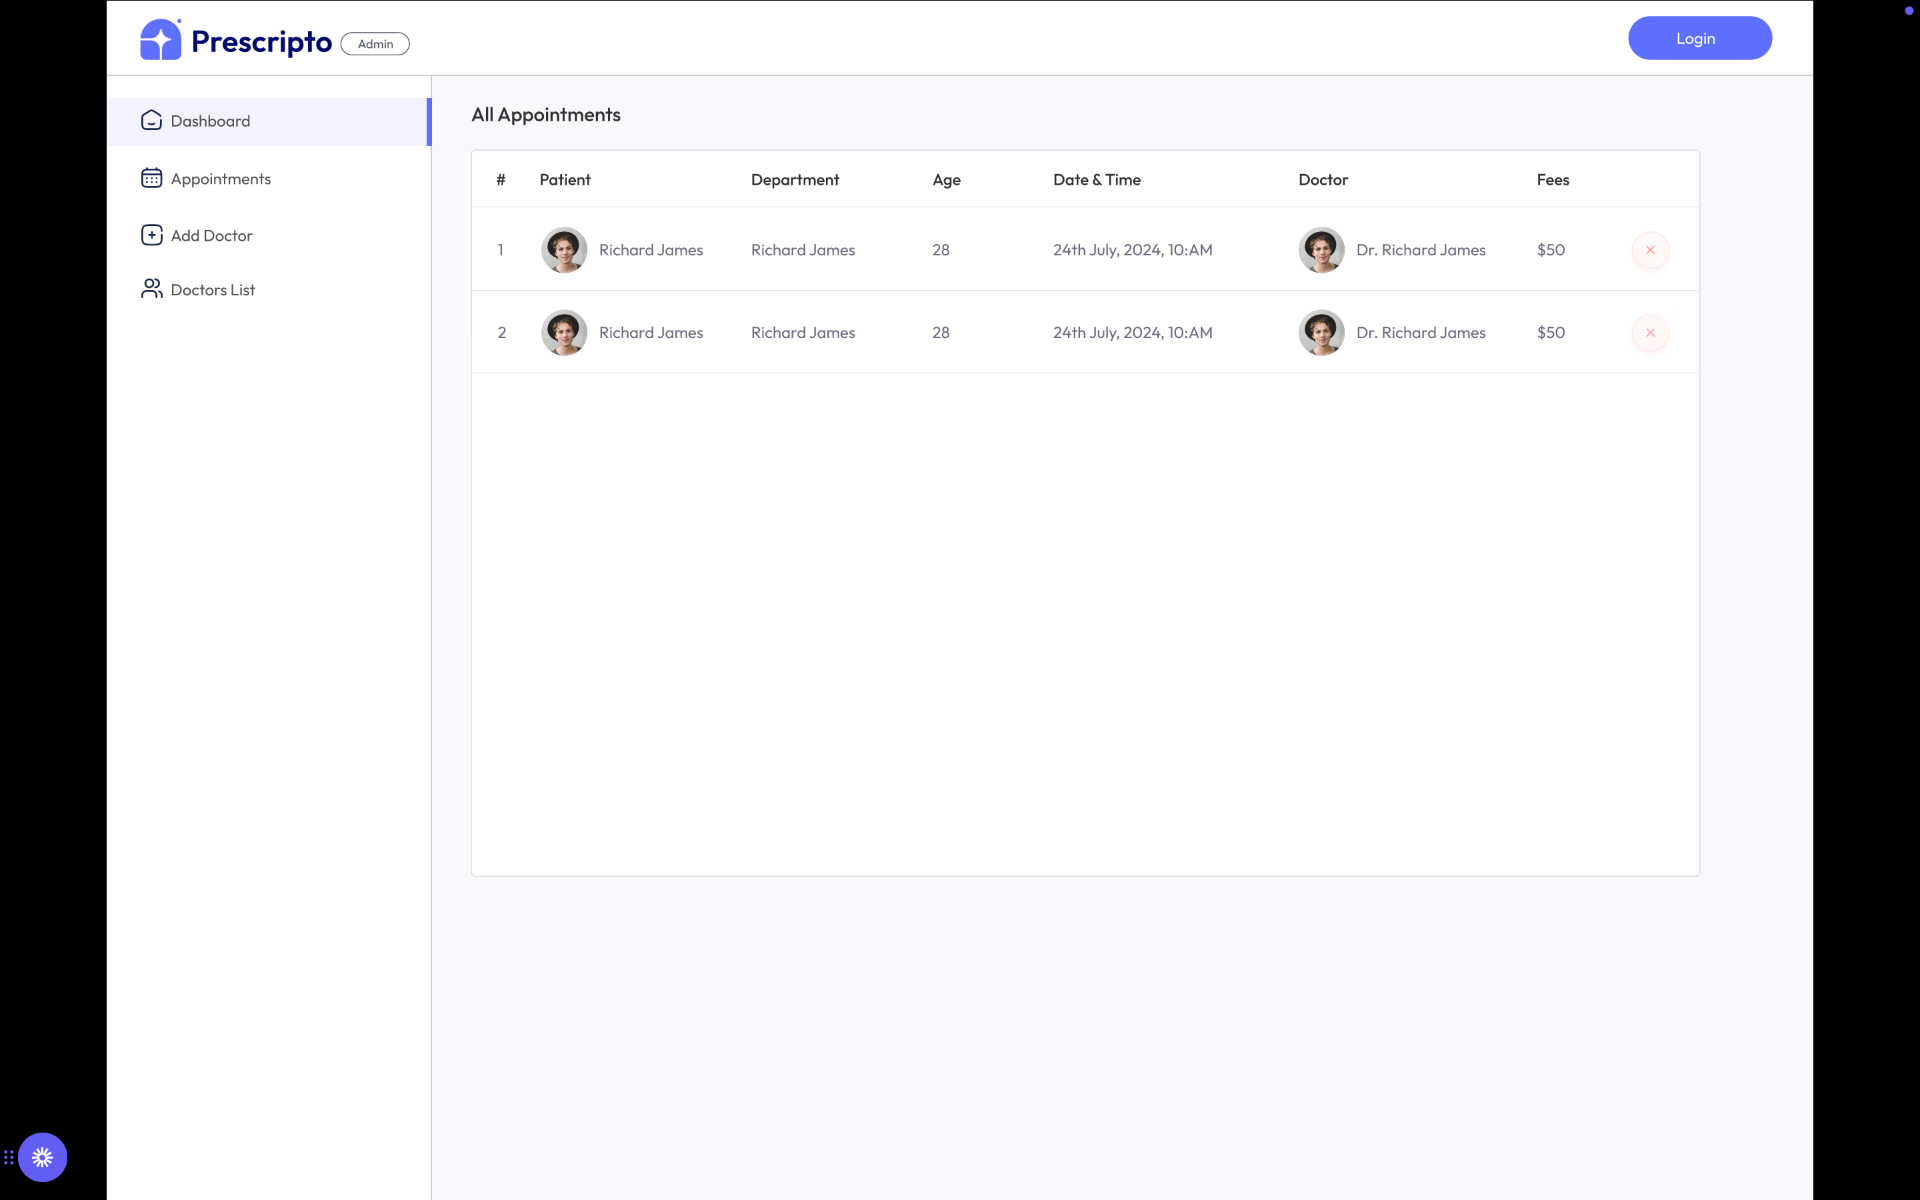 Prescripto Admin Login
Dashboard
Appointments
Add Doctor
Doctors List
All Appointments
# Patient Department Age Date & Time Doctor Fees
1 Richard James Richard James 28 24th July, 2024, 10:AM Dr. Richard James $50
2 Richard James Richard James 28 24th July, 2024, 10:AM Dr. Richard James $50